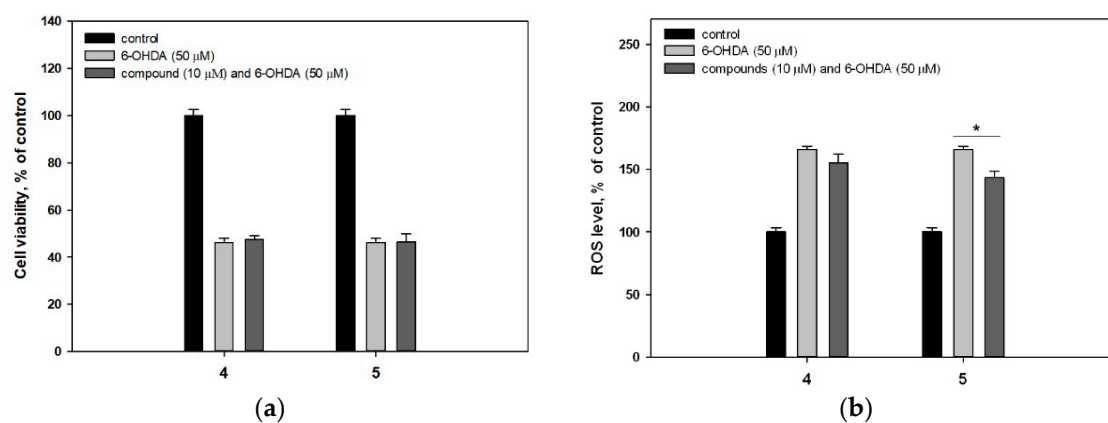 140
120
100
80
60
40
20
0
Cell viability, % of control
control
6-OHDA (50 μM)
compound (10 μM) and 6-OHDA (50 μM)
4 5
(a)
250
200
150
100
50
0
ROS level, % of control
control
6-OHDA (50 μM)
compounds (10 μM) and 6-OHDA (50 μM)
*
4 5
(b)